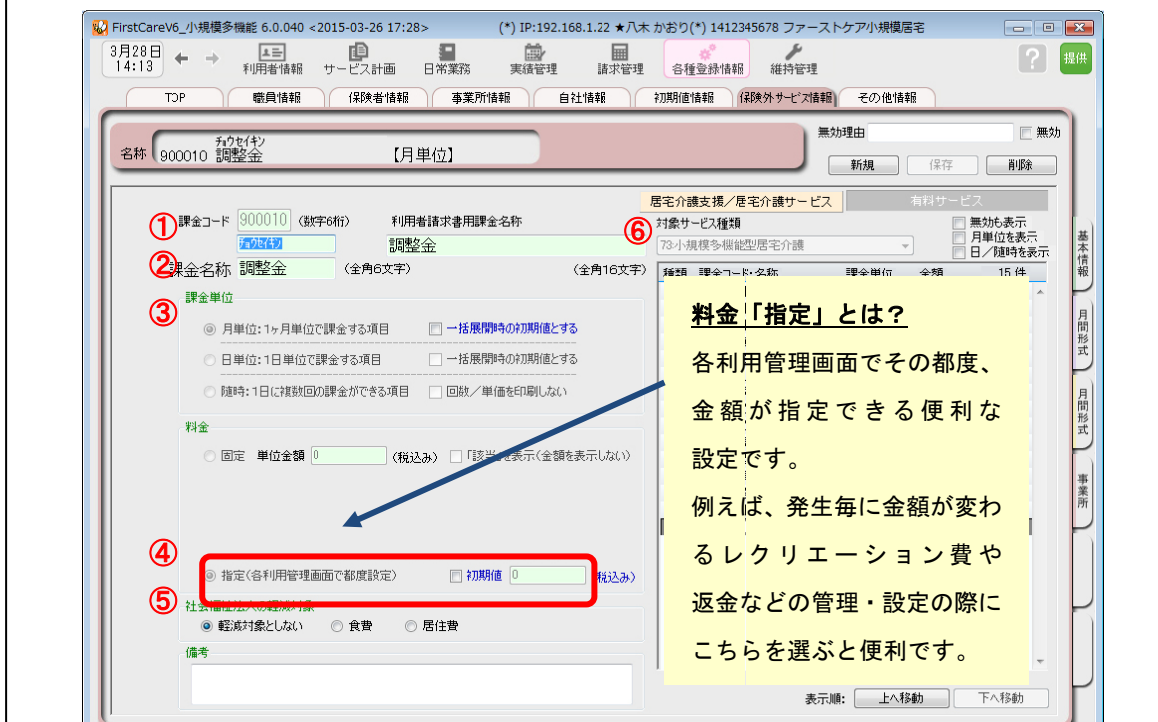 FirstCareV6_小規模多機能 6.0.040 <2015-03-26 17:28> (*) IP:192.168.1.22 ★八木 かおり(*) 1412345678 ファーストケア小規模居宅
3月28日
14:13
利用者情報 サービス計画 日常業務 実績管理 請求管理 各種登録情報 維持管理
? 提供
TOP 職員情報 保険者情報 事業所情報 自社情報 初期値情報 保険外サービス情報 その他情報
無効理由 無効
チョウセイキン
名称 900010 調整金 【月単位】
新規 保存 削除
居宅介護支援/居宅介護サービス 有料サービス
① 課金コード 900010 (数字6桁) 利用者請求書用課金名称
チョウセイキン 調整金
② 課金名称 調整金 (全角6文字) (全角16文字)
⑥ 対象サービス種類
73:小規模多機能型居宅介護
無効も表示
月単位を表示
日/随時を表示
種類 課金コード・名称 課金単位 金額 15 件
③ 課金単位
月単位:1ヶ月単位で課金する項目 一括展開時の初期値とする
日単位:1日単位で課金する項目 一括展開時の初期値とする
随時:1日に複数回の課金ができる項目 回数/単価を印刷しない
料金
固定 単位金額 0 (税込み) 「該当」を表示(金額を表示しない)
④ 指定(各利用管理画面で都度設定) 初期値 0 税込み)
⑤ 社会福祉法人の軽減対象
軽減対象としない 食費 居住費
備考
料金「指定」とは?
各利用管理画面でその都度、
金額が指定できる便利な
設定です。
例えば、発生毎に金額が変わ
るレクリエーション費や
返金などの管理・設定の際に
こちらを選ぶと便利です。
表示順: 上へ移動 下へ移動
基本情報
月間形式
月間形式
事業所